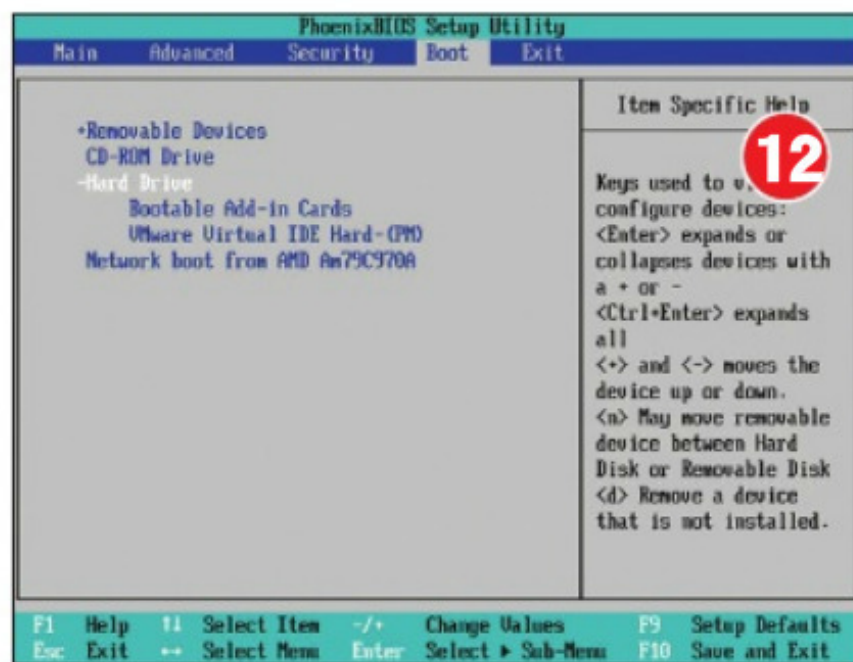 PhoenixBIOS Setup Utility
Main Advanced Security Boot Exit
+Removable Devices
CD-ROM Drive
-Hard Drive
Bootable Add-in Cards
VMware Virtual IDE Hard-(PM)
Network boot from AMD Am79C970A
Item Specific Help
12
Keys used to
configure devices:
<Enter> expands or
collapses devices with
a + or -
<Ctrl+Enter> expands
all
<+> and <-> moves the
device up or down.
<n> May move removable
device between Hard
Disk or Removable Disk
<d> Remove a device
that is not installed.
F1 Help ↑↓ Select Item -/+ Change Values F9 Setup Defaults
Esc Exit ↔ Select Menu Enter Select ▶ Sub-Menu F10 Save and Exit